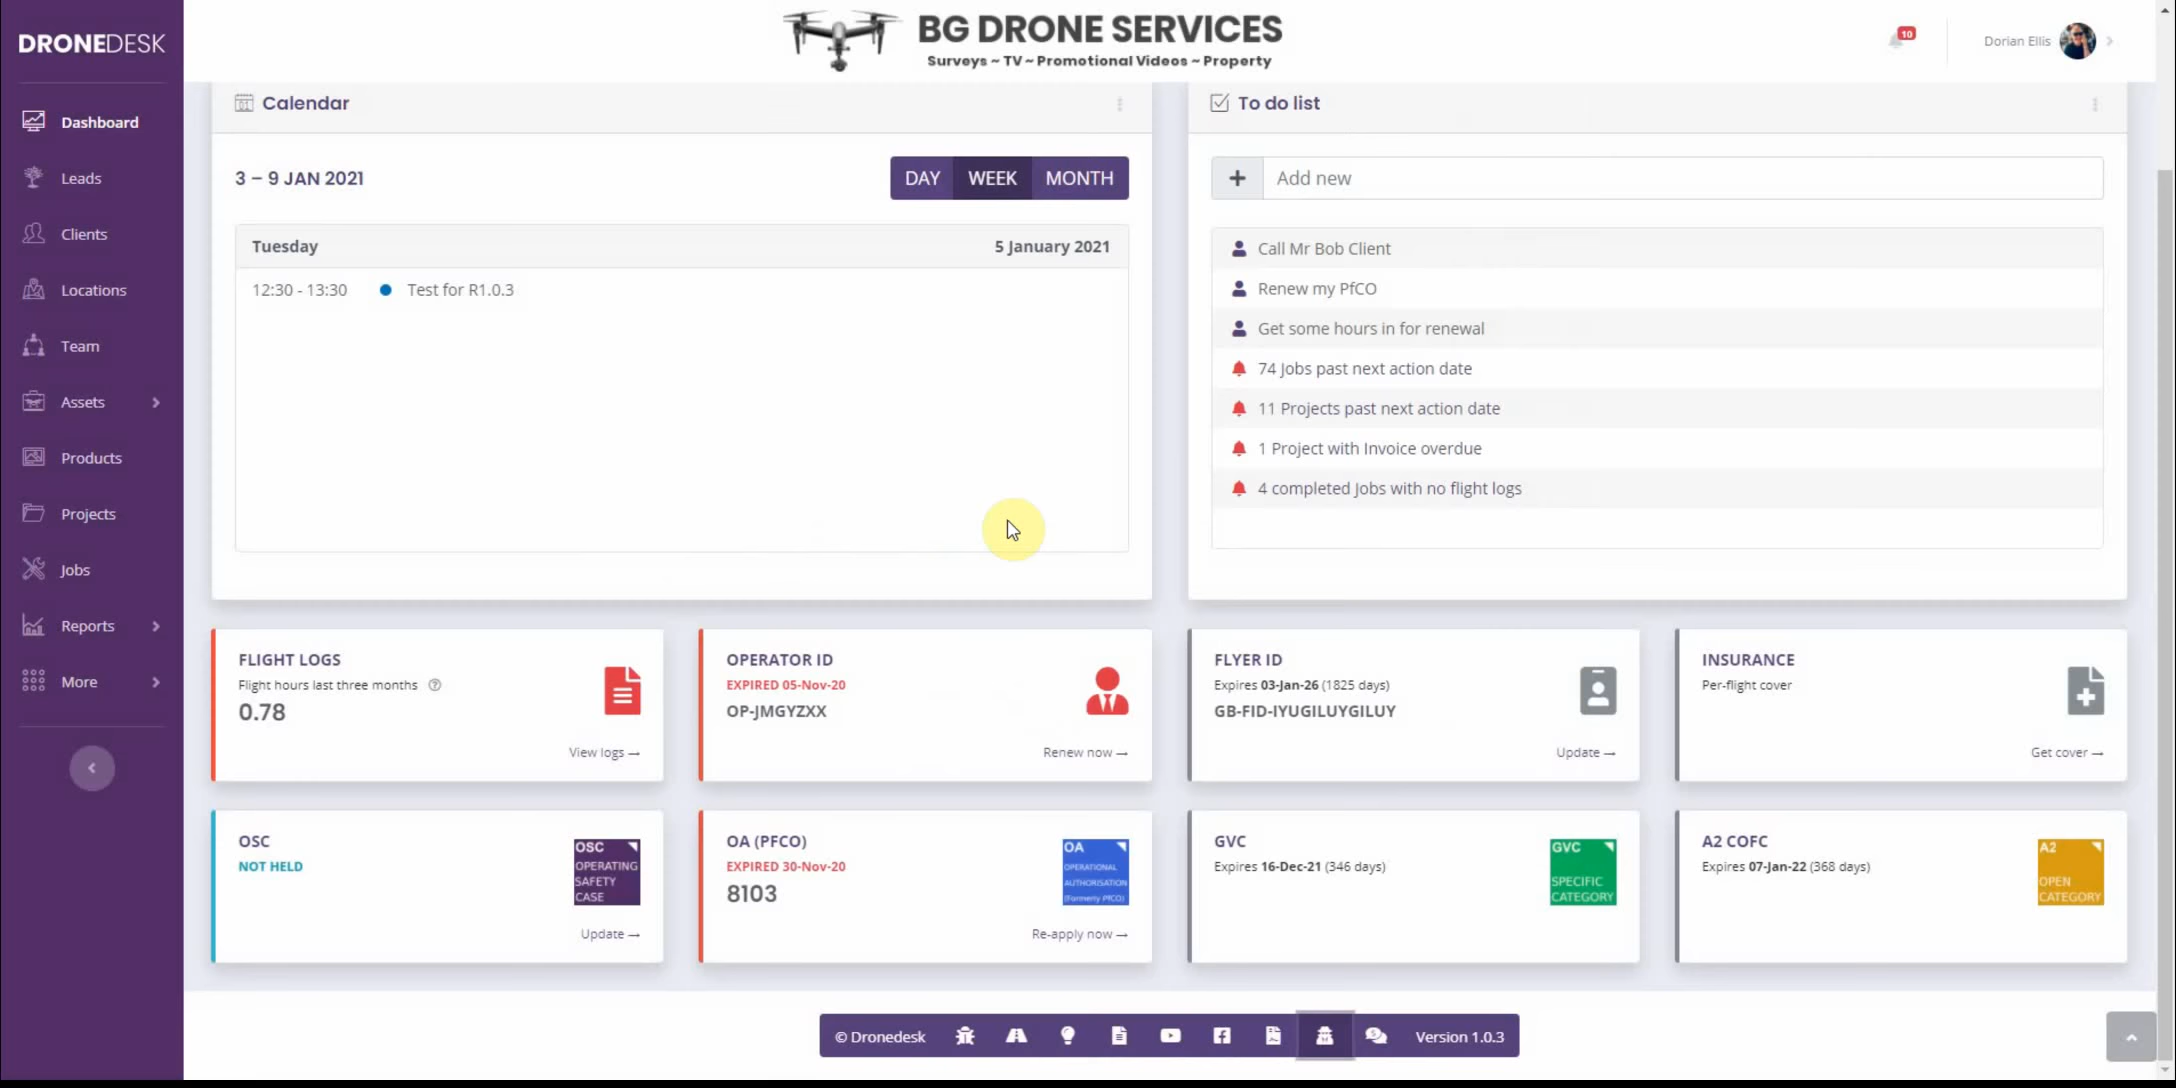 DRONEDESK
BG DRONE SERVICES
Surveys ~ TV ~ Promotional Videos ~ Property
10
Dorian Ellis
Dashboard
Leads
Clients
Locations
Team
Assets
Products
Projects
Jobs
Reports
More
Calendar
3 – 9 JAN 2021
DAY WEEK MONTH
Tuesday 5 January 2021
12:30 - 13:30 Test for R1.0.3
To do list
Add new
Call Mr Bob Client
Renew my PfCO
Get some hours in for renewal
74 Jobs past next action date
11 Projects past next action date
1 Project with Invoice overdue
4 completed Jobs with no flight logs
FLIGHT LOGS
Flight hours last three months
0.78
View logs →
OPERATOR ID
EXPIRED 05-Nov-20
OP-JMGYZXX
Renew now →
FLYER ID
Expires 03-Jan-26 (1825 days)
GB-FID-IYUGILUYGILUY
Update →
INSURANCE
Per-flight cover
Get cover →
OSC
NOT HELD
OSC
OPERATING
SAFETY
CASE
Update →
OA (PFCO)
EXPIRED 30-Nov-20
8103
OA
OPERATIONAL
AUTHORISATION
(Formerly PfCO)
Re-apply now →
GVC
Expires 16-Dec-21 (346 days)
GVC
SPECIFIC
CATEGORY
A2 COFC
Expires 07-Jan-22 (368 days)
A2
OPEN
CATEGORY
© Dronedesk
Version 1.0.3